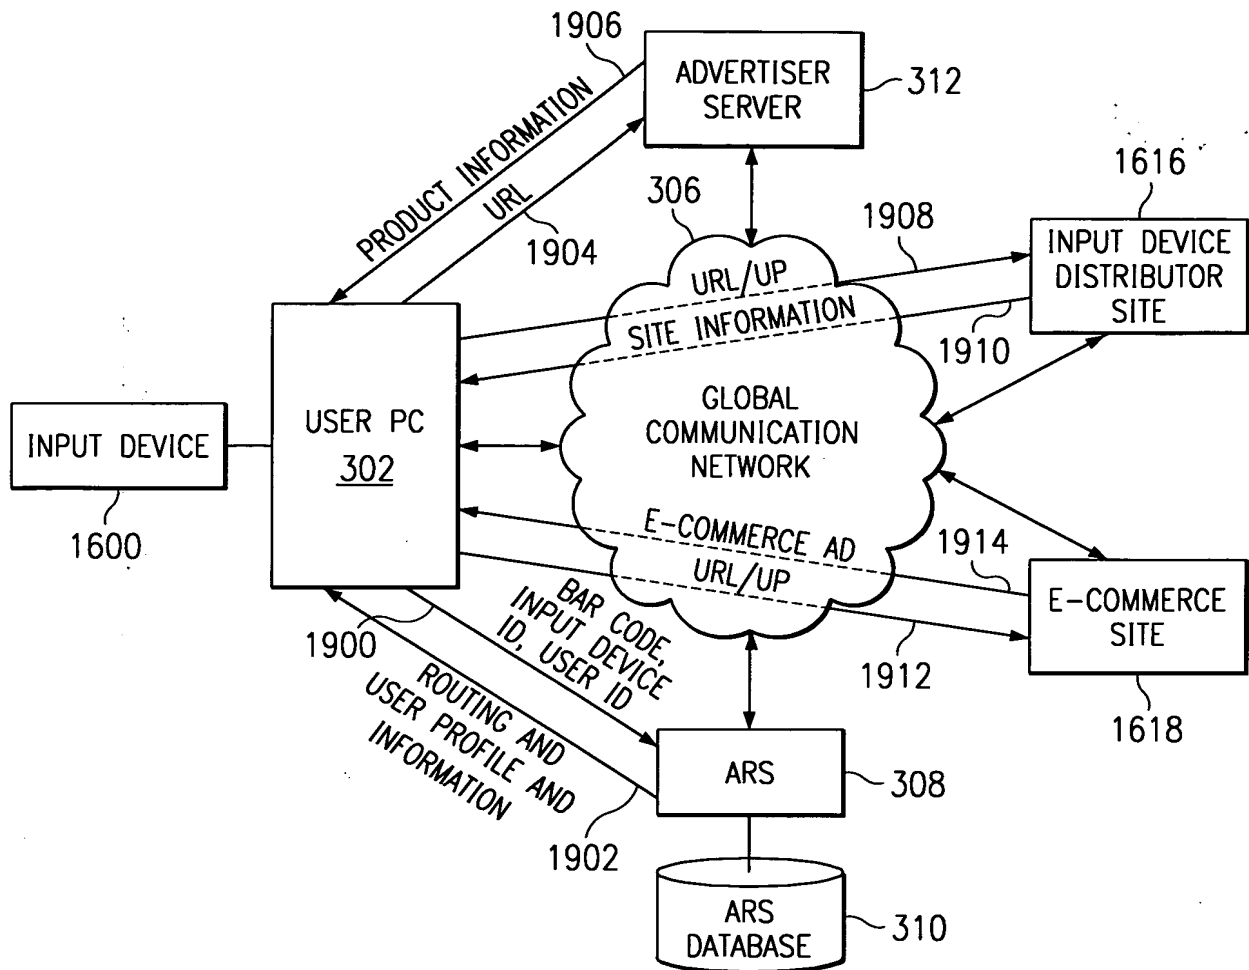 1906
ADVERTISER
SERVER
312
PRODUCT INFORMATION
URL
1904
306
1908
1616
INPUT DEVICE
DISTRIBUTOR
SITE
URL/UP
SITE INFORMATION
1910
USER PC
302
GLOBAL
COMMUNICATION
NETWORK
INPUT DEVICE
1600
E-COMMERCE AD
URL/UP
1914
E-COMMERCE
SITE
1912
1618
1900
BAR CODE,
INPUT DEVICE
ID, USER ID
ROUTING AND
USER PROFILE AND
INFORMATION
1902
ARS
308
ARS
DATABASE
310